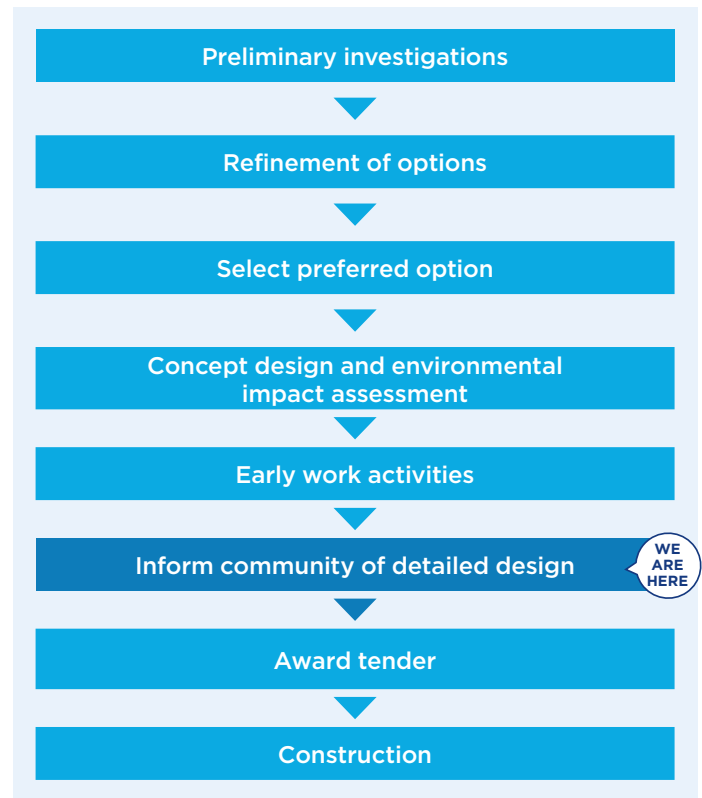 Preliminary investigations
Refinement of options
Select preferred option
Concept design and environmental
impact assessment
Early work activities
Inform community of detailed design
WE
ARE
HERE
Award tender
Construction